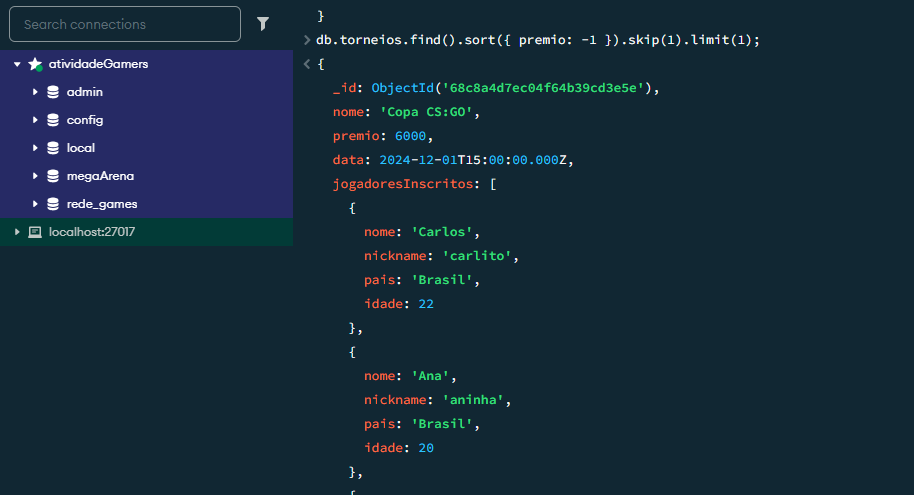 Search connections
atividadeGamers
admin
config
local
megaArena
rede_games
localhost:27017
}
db.torneios.find().sort({ premio: -1 }).skip(1).limit(1);
{
_id: ObjectId('68c8a4d7ec04f64b39cd3e5e'),
nome: 'Copa CS:GO',
premio: 6000,
data: 2024-12-01T15:00:00.000Z,
jogadoresInscritos: [
{
nome: 'Carlos',
nickname: 'carlito',
pais: 'Brasil',
idade: 22
},
{
nome: 'Ana',
nickname: 'aninha',
pais: 'Brasil',
idade: 20
},
{